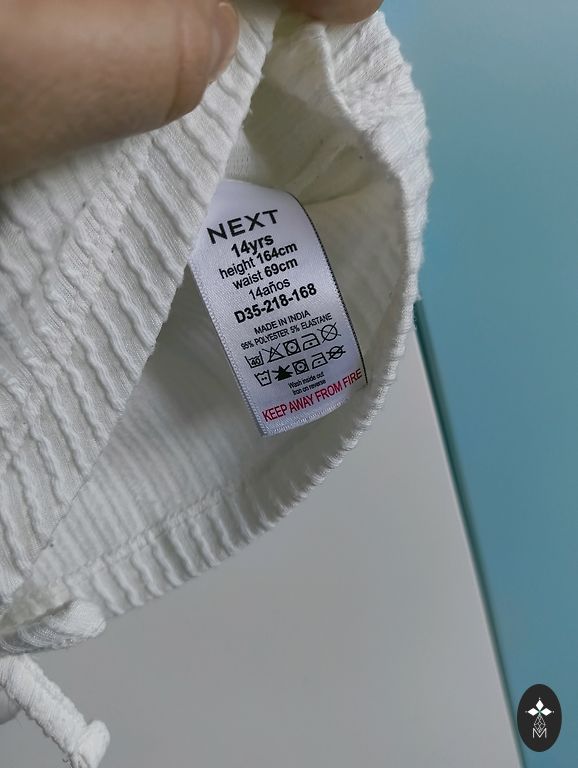 NEXT
14yrs
height 164cm
waist 69cm
14años
D35-218-168
MADE IN INDIA
95% POLYESTER 5% ELASTANE
40
Wash inside out
Iron on reverse
KEEP AWAY FROM FIRE
M